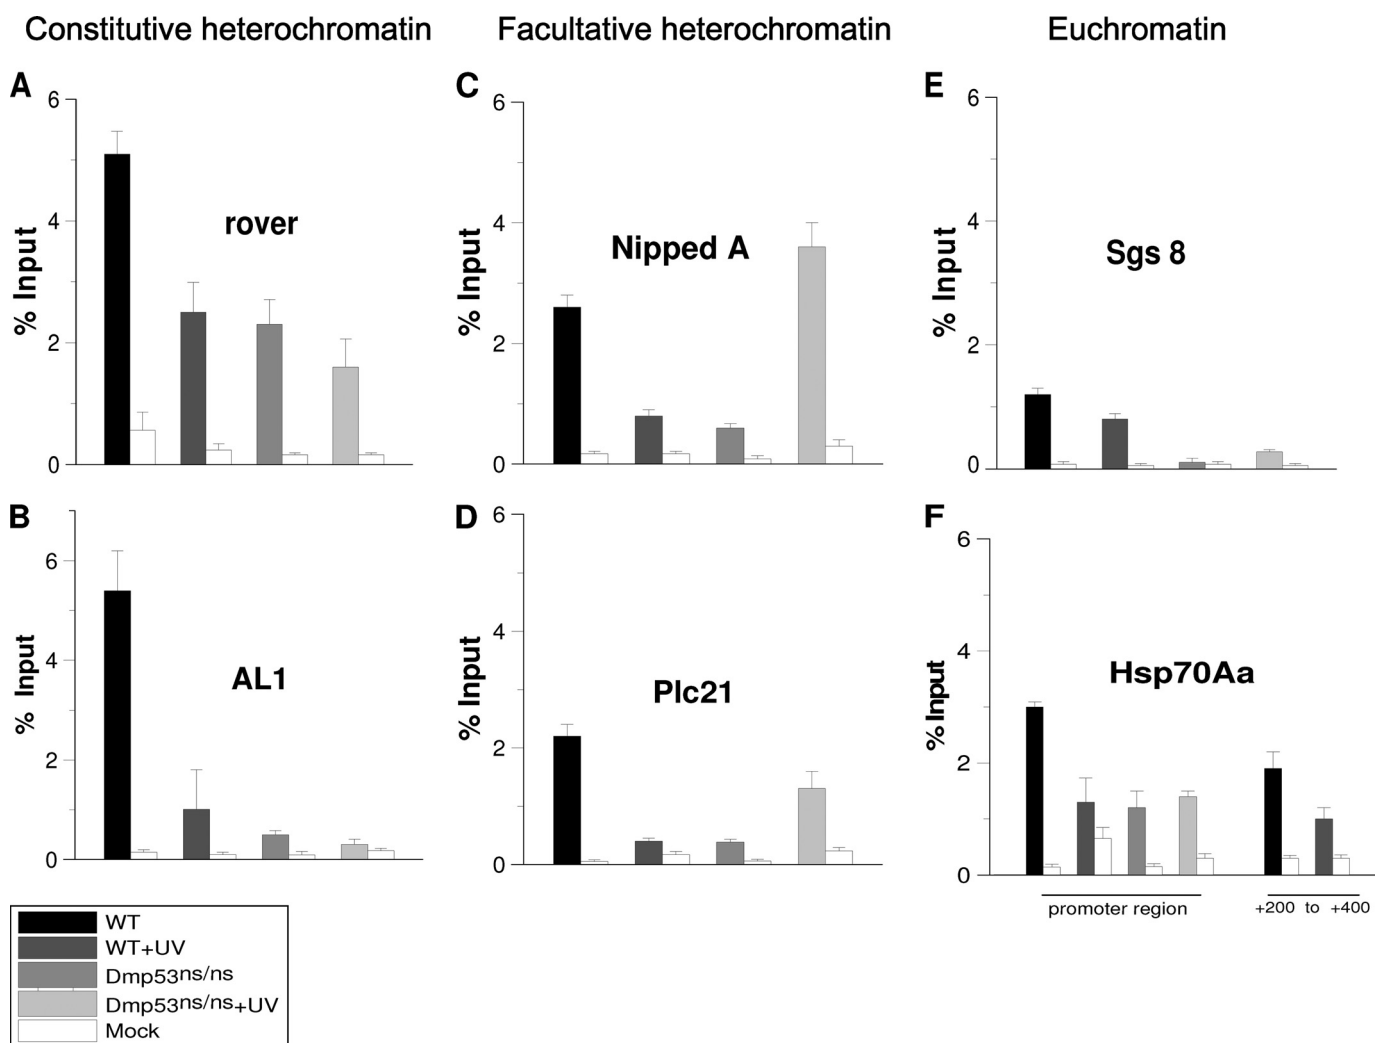 Constitutive heterochromatin
Facultative heterochromatin
Euchromatin
A
6
4
2
0
% Input
rover
C
6
4
2
0
% Input
Nipped A
E
6
4
2
0
% Input
Sgs 8
B
6
4
2
0
% Input
AL1
D
6
4
2
0
% Input
Plc21
F
6
4
2
0
% Input
Hsp70Aa
promoter region
+200 to +400
WT
WT+UV
Dmp53ns/ns
Dmp53ns/ns+UV
Mock